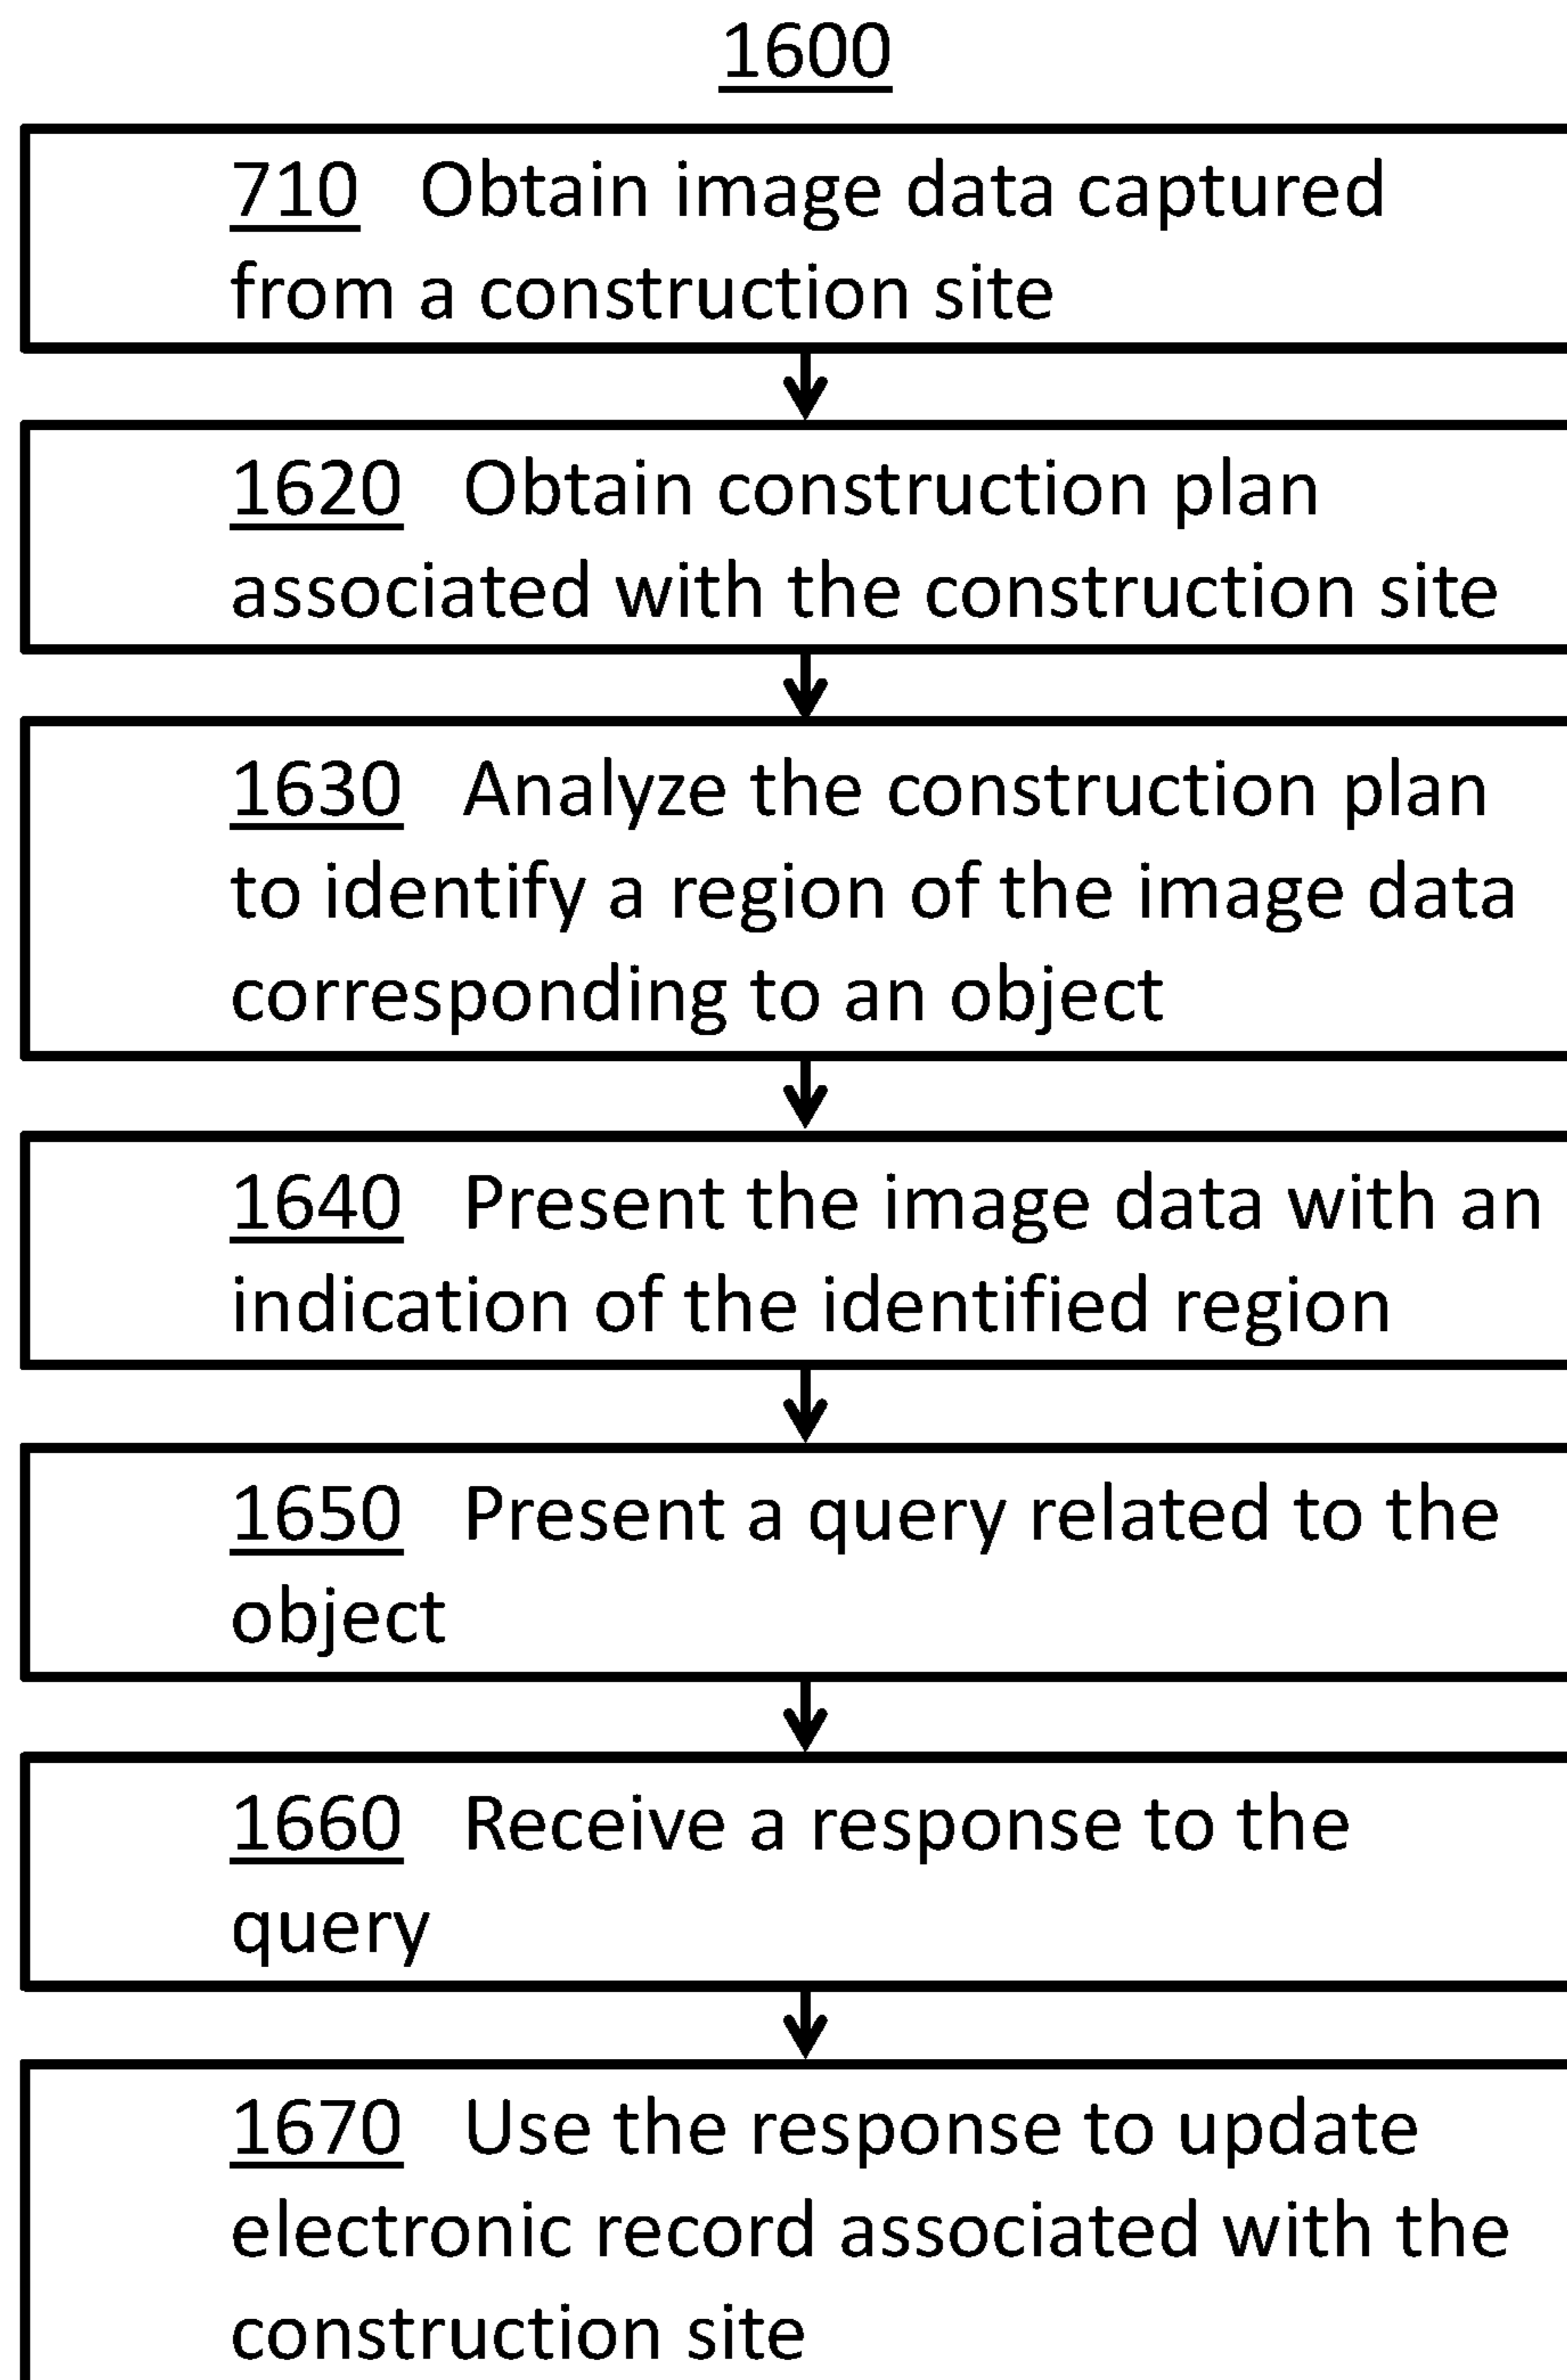 1600
710 Obtain image data captured
from a construction site
1620 Obtain construction plan
associated with the construction site
1630 Analyze the construction plan
to identify a region of the image data
corresponding to an object
1640 Present the image data with an
indication of the identified region
1650 Present a query related to the
object
1660 Receive a response to the
query
1670 Use the response to update
electronic record associated with the
construction site